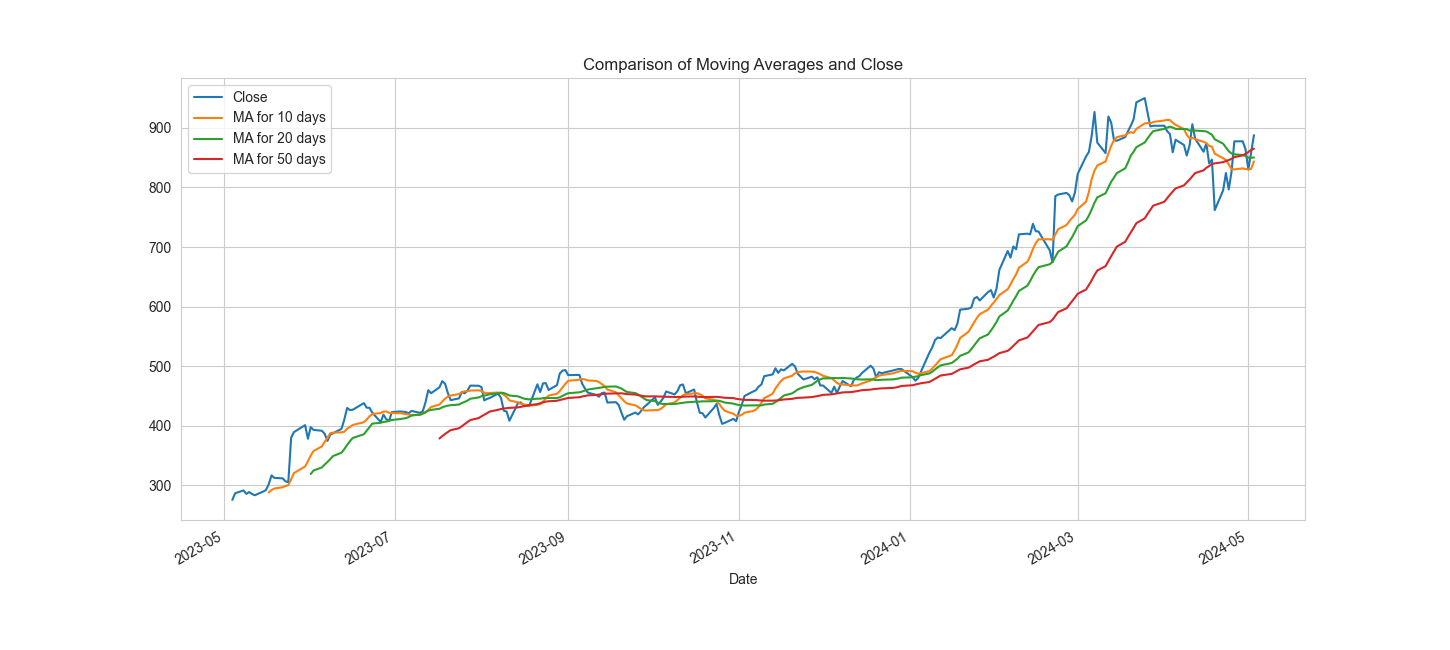 Comparison of Moving Averages and Close
Close
MA for 10 days
MA for 20 days
MA for 50 days
900
800
700
600
500
400
300
2023-05
2023-07
2023-09
2023-11
2024-01
2024-03
2024-05
Date